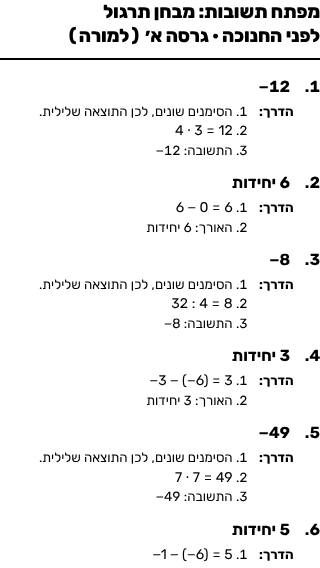 מפתח תשובות: מבחן תרגול
לפני החנוכה • גרסה א׳ (למורה)
1. −12
הדרך: 1. הסימנים שונים, לכן התוצאה שלילית.
2. 4 · 3 = 12
3. התשובה: −12
2. 6 יחידות
הדרך: 1. 6 − 0 = 6
2. האורך: 6 יחידות
3. −8
הדרך: 1. הסימנים שונים, לכן התוצאה שלילית.
2. 32 : 4 = 8
3. התשובה: −8
4. 3 יחידות
הדרך: 1. −3 − (−6) = 3
2. האורך: 3 יחידות
5. −49
הדרך: 1. הסימנים שונים, לכן התוצאה שלילית.
2. 7 · 7 = 49
3. התשובה: −49
6. 5 יחידות
הדרך: 1. −1 − (−6) = 5